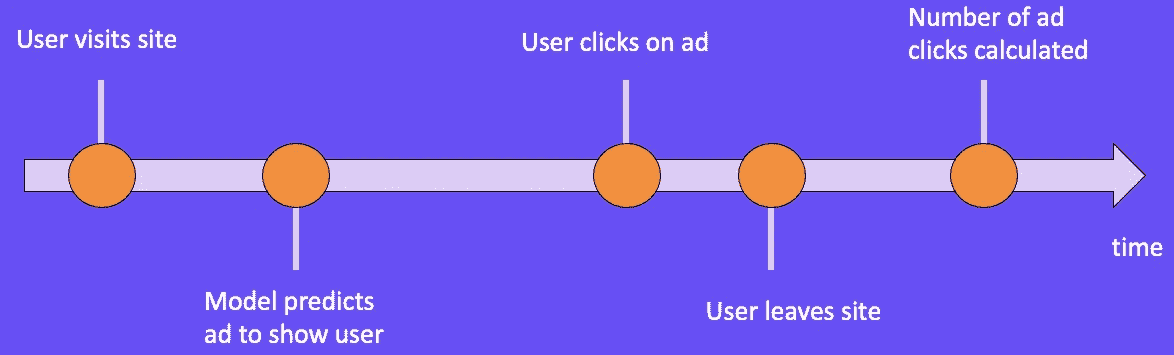 User visits site
Model predicts
ad to show user
User clicks on ad
User leaves site
Number of ad
clicks calculated
time